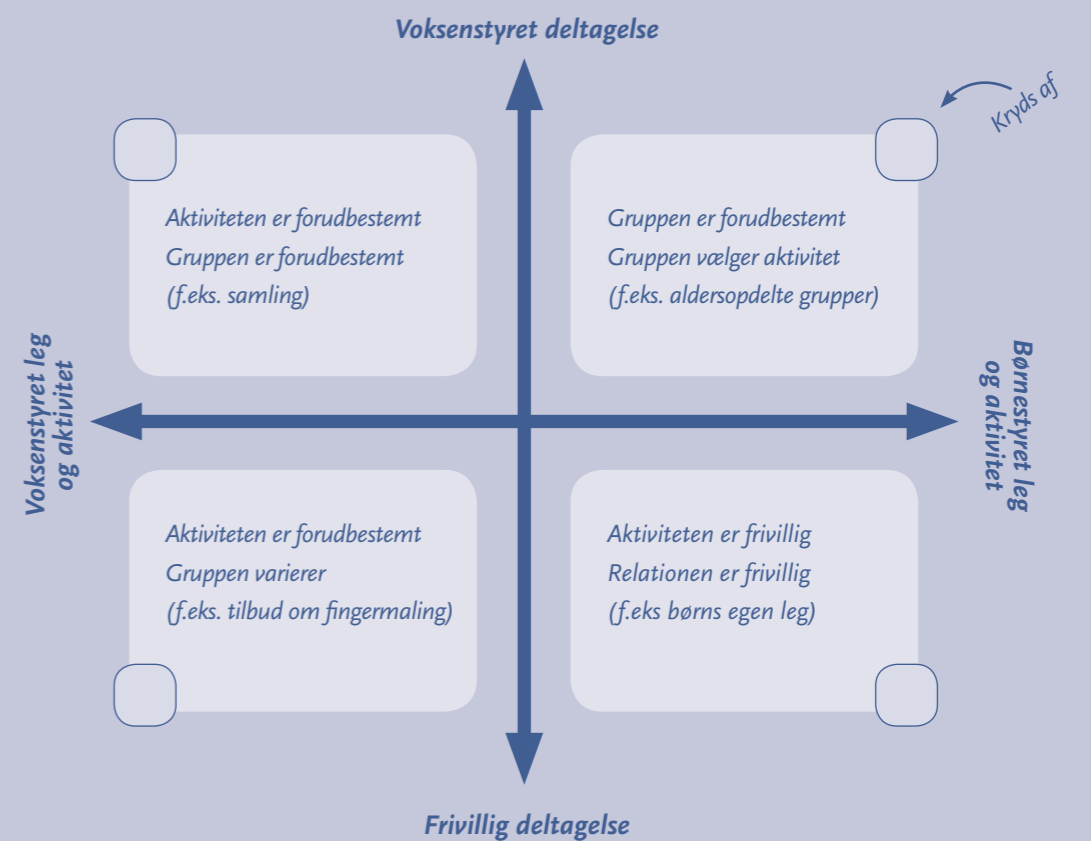 Voksenstyret deltagelse
Kryds af
Aktiviteten er forudbestemt
Gruppen er forudbestemt
(f.eks. samling)
Gruppen er forudbestemt
Gruppen vælger aktivitet
(f.eks. aldersopdelte grupper)
Voksenstyret leg
og aktivitet
Børnestyret leg
og aktivitet
Aktiviteten er forudbestemt
Gruppen varierer
(f.eks. tilbud om fingermaling)
Aktiviteten er frivillig
Relationen er frivillig
(f.eks børns egen leg)
Frivillig deltagelse